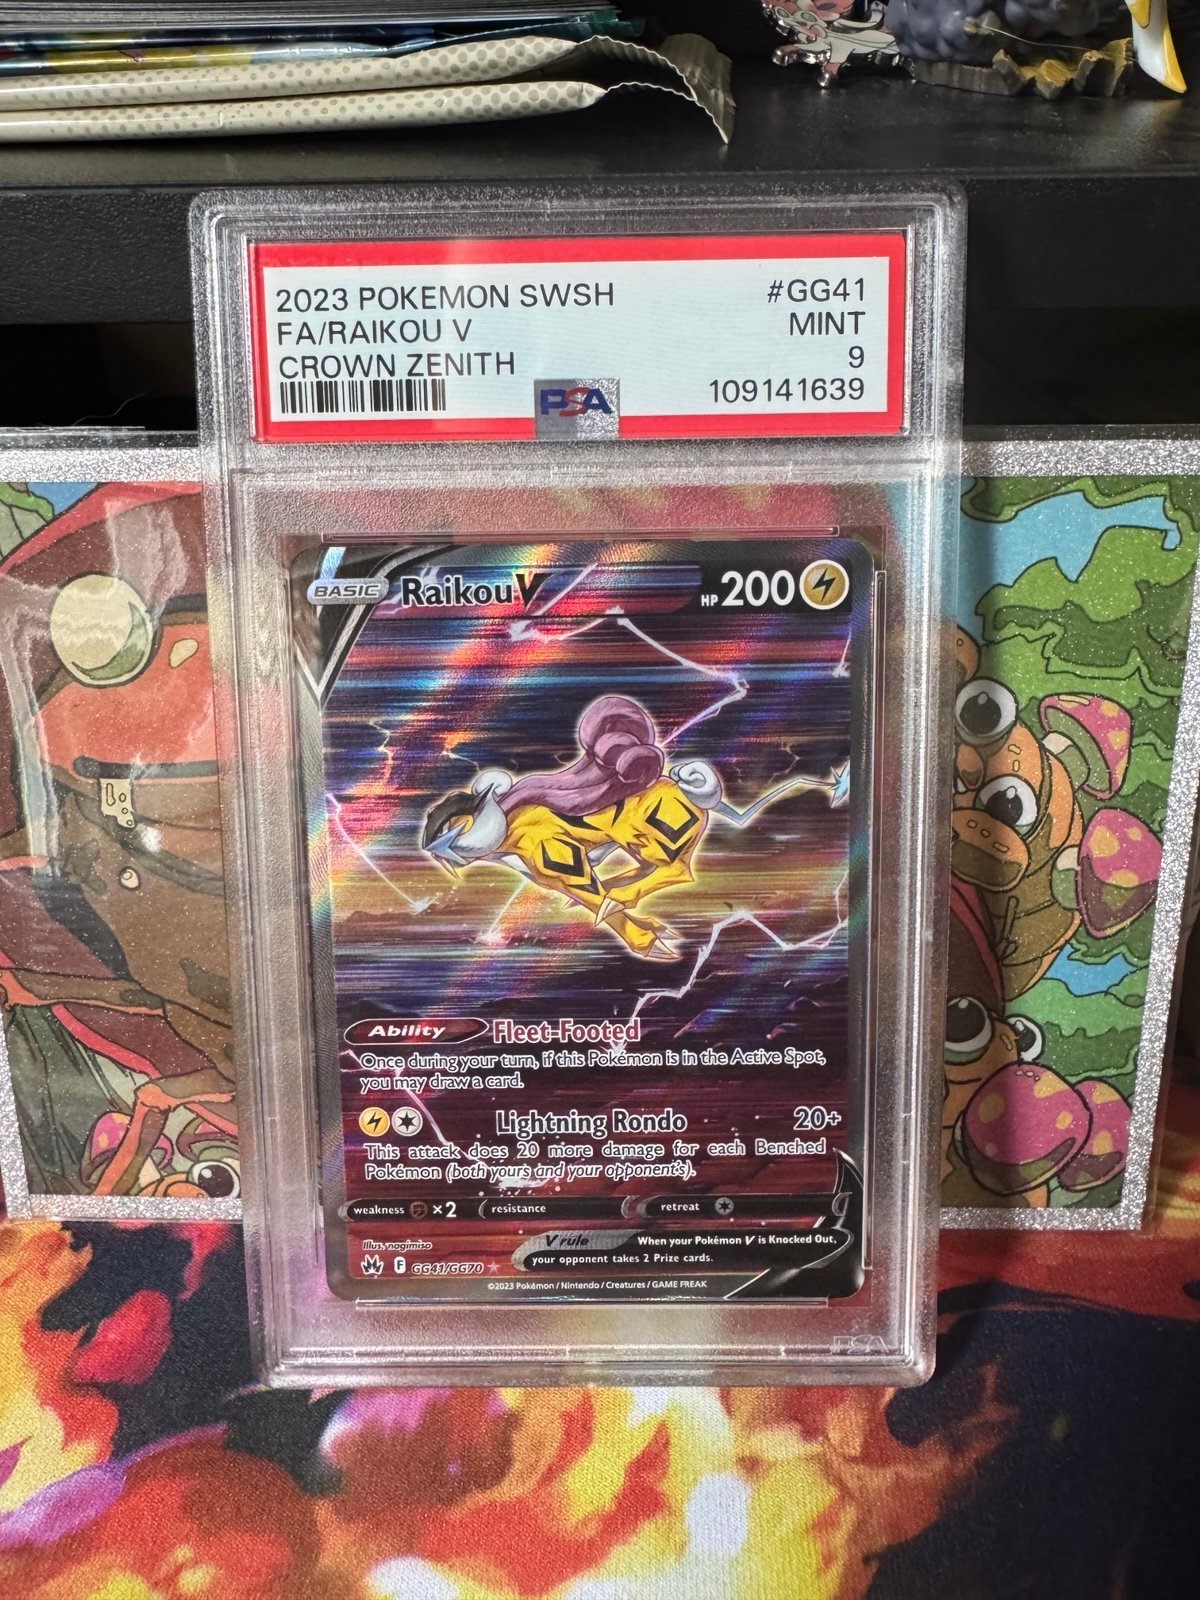 2023 POKEMON SWSH #GG41
FA/RAIKOU V MINT
CROWN ZENITH 9
PSA 109141639
BASIC Raikou V HP 200
Ability Fleet-Footed
Once during your turn, if this Pokémon is in the Active Spot,
you may draw a card.
Lightning Rondo 20+
This attack does 20 more damage for each Benched
Pokémon (both yours and your opponent's).
weakness ×2 resistance retreat
Illus. nagimiso
V rule When your Pokémon V is Knocked Out,
your opponent takes 2 Prize cards.
F GG41/GG70
©2023 Pokémon / Nintendo / Creatures / GAME FREAK
PSA